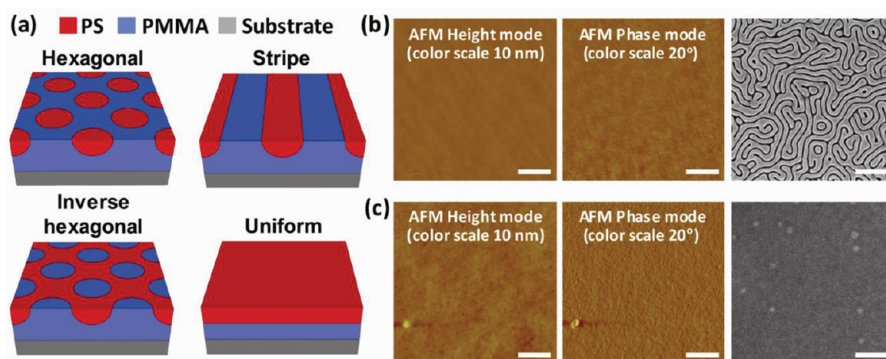 (a) PS PMMA Substrate
Hexagonal
Stripe
Inverse
hexagonal
Uniform
(b)
AFM Height mode
(color scale 10 nm)
AFM Phase mode
(color scale 20°)
(c)
AFM Height mode
(color scale 10 nm)
AFM Phase mode
(color scale 20°)